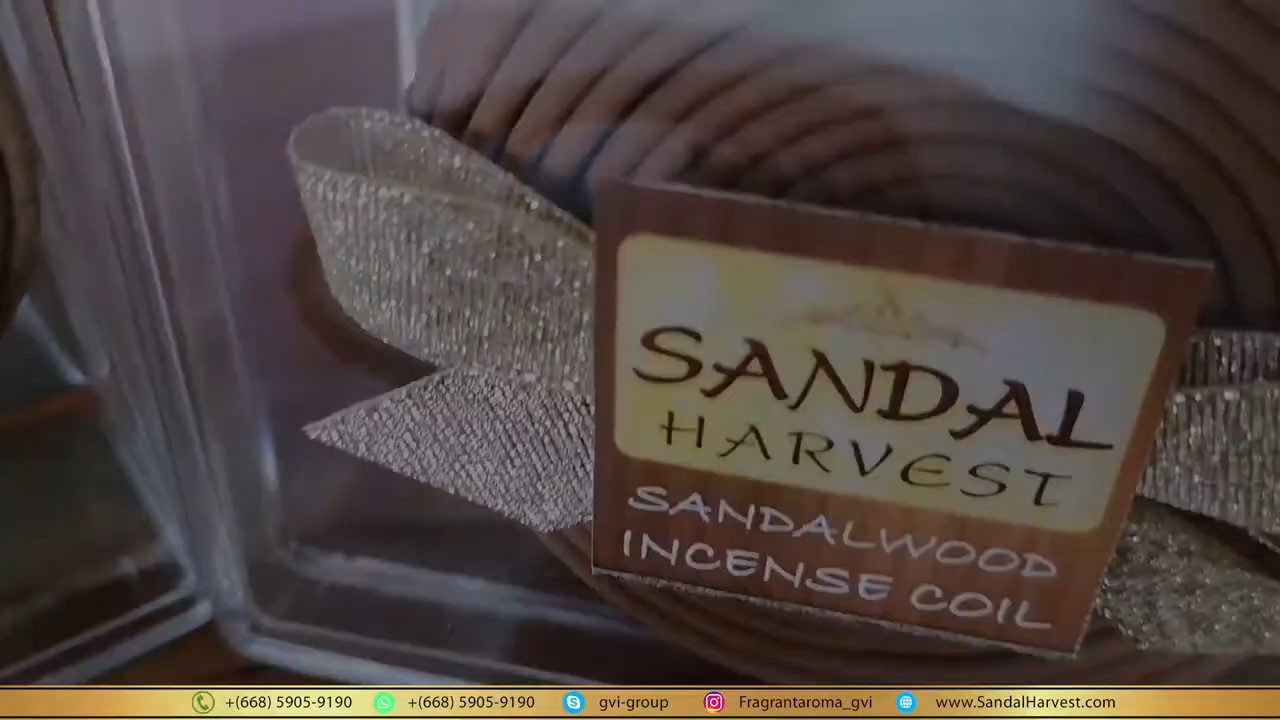 SANDAL
HARVEST
SANDALWOOD
INCENSE COIL
+(668) 5905-9190 +(668) 5905-9190 gvi-group Fragrantaroma_gvi www.SandalHarvest.com